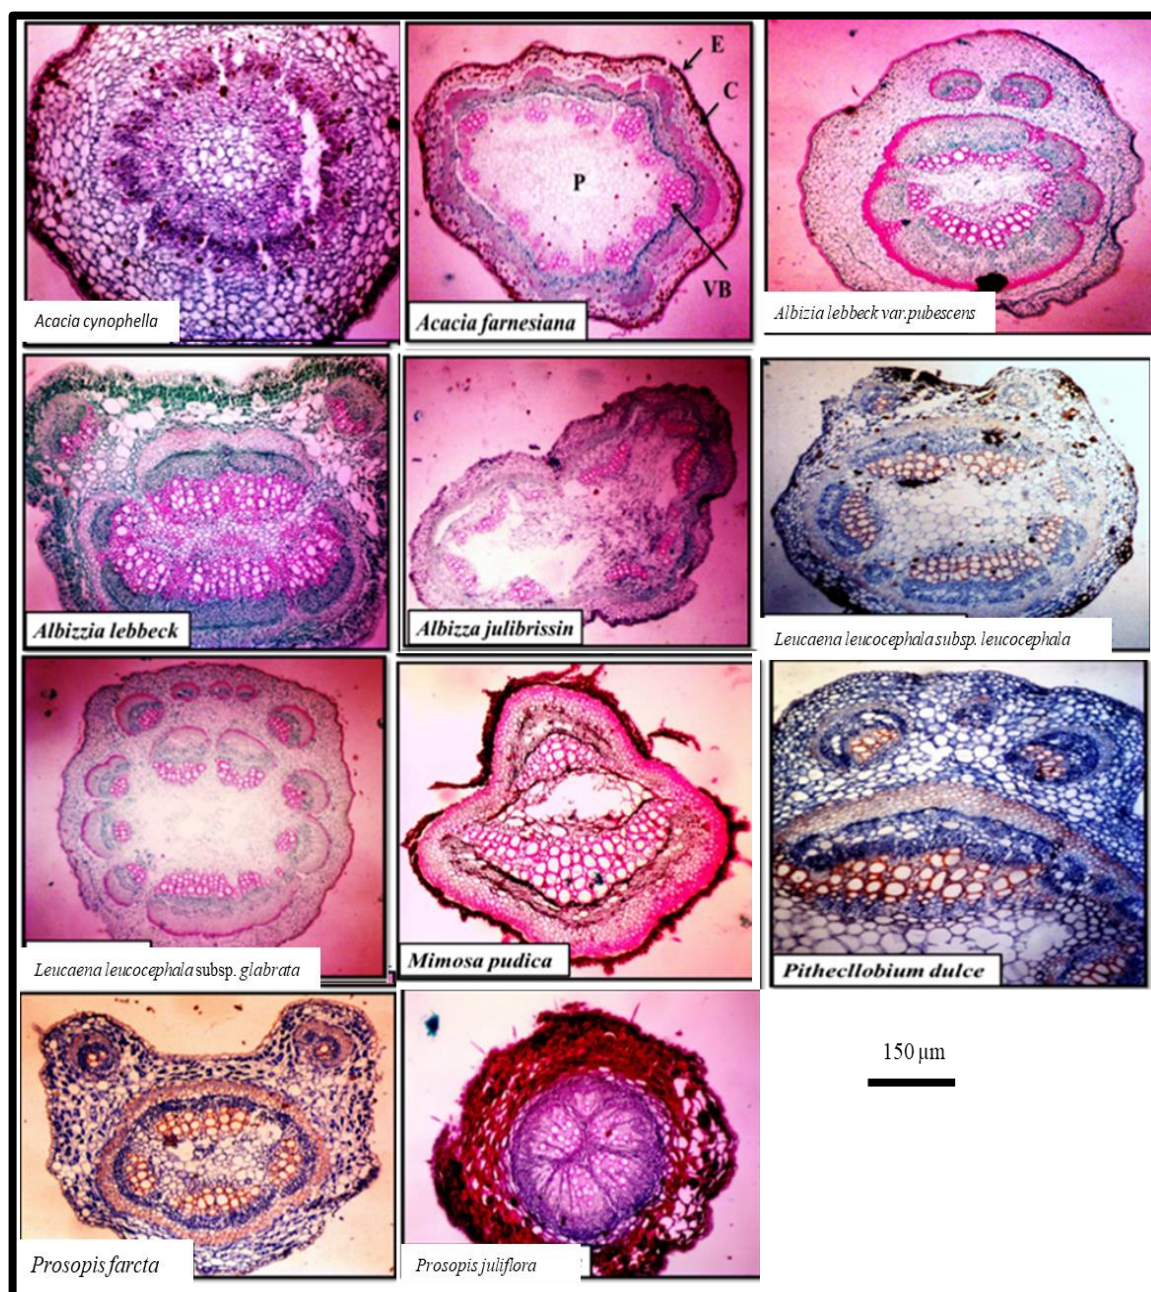 Acacia cynophella
E
C
P
VB
Acacia farnesiana
Albizia lebbeck var.pubescens
Albizzia lebbeck
Albizza julibrissin
Leucaena leucocephala subsp. leucocephala
Leucaena leucocephala subsp. glabrata
Mimosa pudica
Pithecllobium dulce
Prosopis farcta
Prosopis juliflora
150 µm